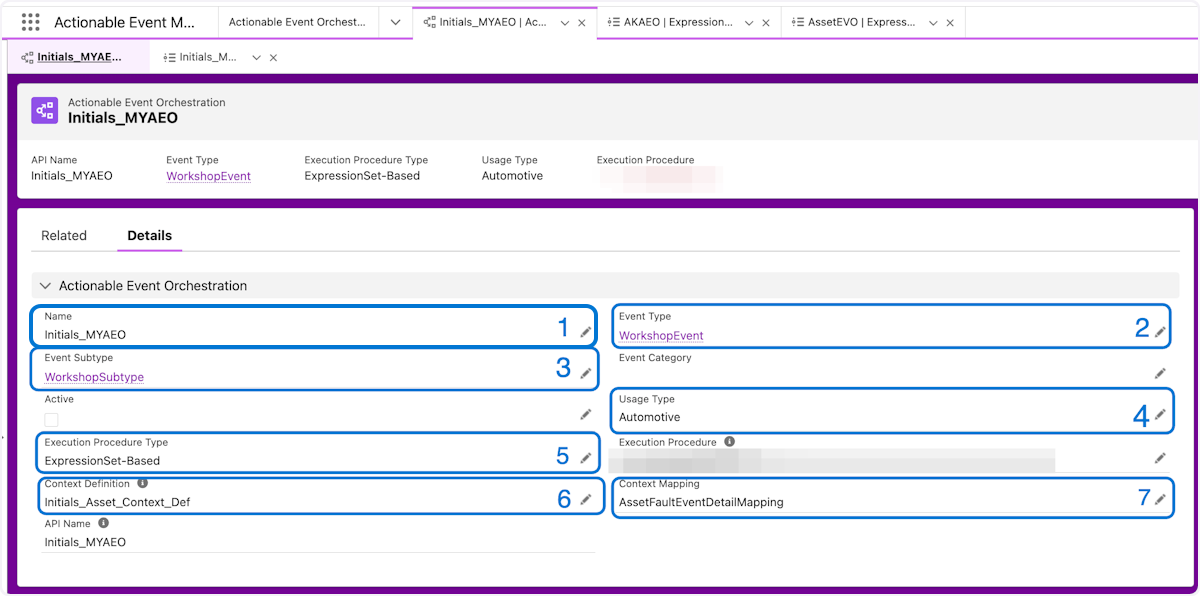 Actionable Event M...
Actionable Event Orchest...
Initials_MYAEO | Ac...
AKAEO | Expression...
AssetEVO | Express...
Initials_MYAE...
Initials_M...
Actionable Event Orchestration
Initials_MYAEO
API Name
Event Type
Execution Procedure Type
Usage Type
Execution Procedure
Initials_MYAEO
WorkshopEvent
ExpressionSet-Based
Automotive
Related
Details
Actionable Event Orchestration
Name
Initials_MYAEO
1
Event Type
WorkshopEvent
2
Event Subtype
WorkshopSubtype
3
Event Category
Active
Usage Type
Automotive
4
Execution Procedure Type
ExpressionSet-Based
5
Execution Procedure
Context Definition
Initials_Asset_Context_Def
6
Context Mapping
AssetFaultEventDetailMapping
7
API Name
Initials_MYAEO